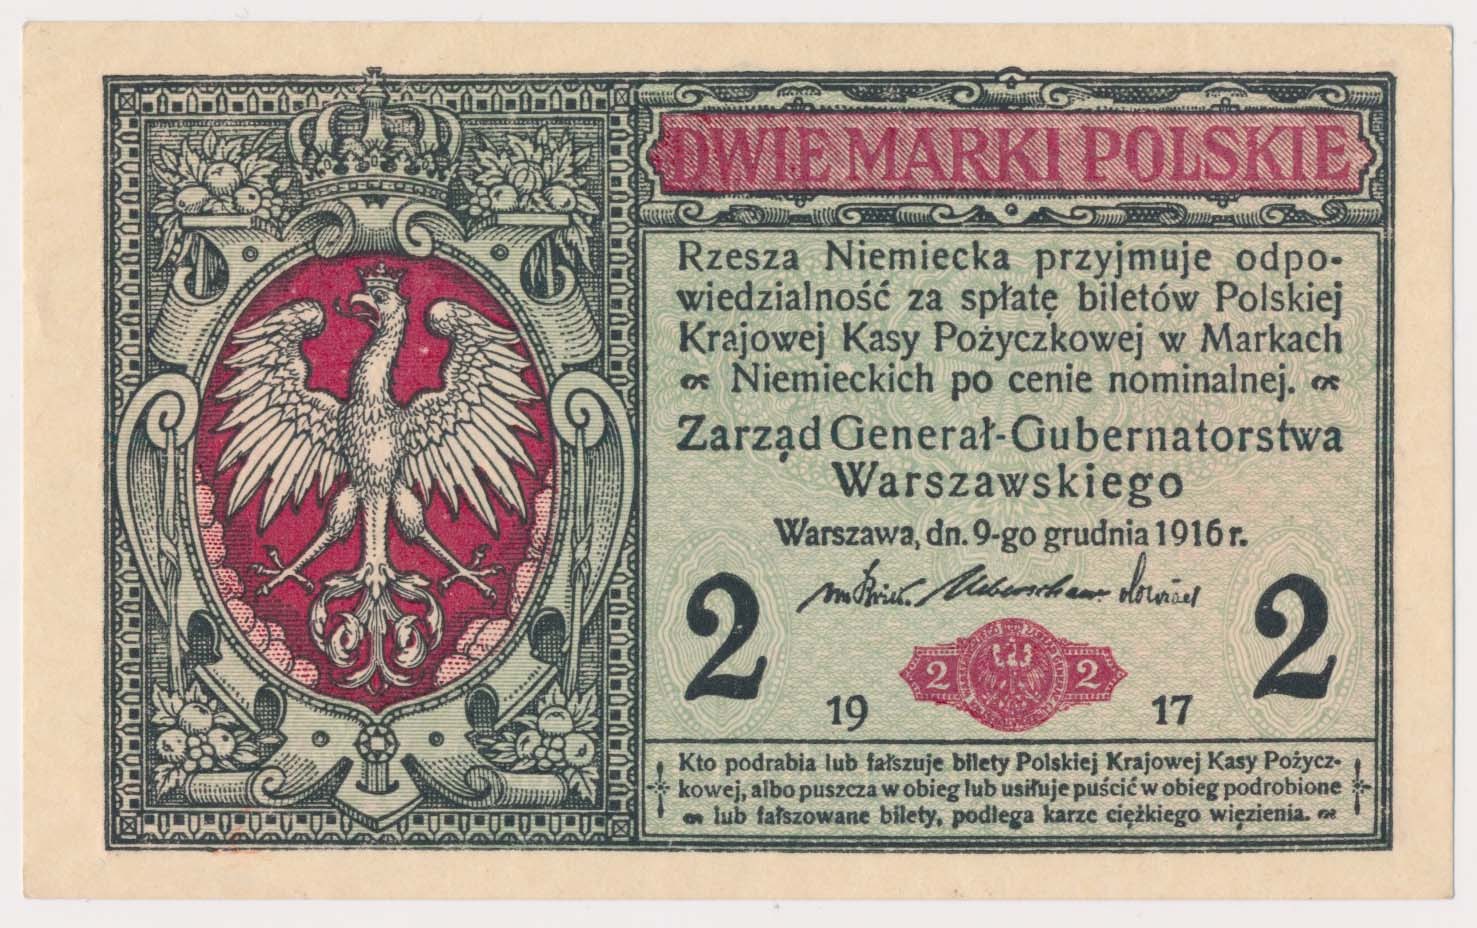 DWIE MARKI POLSKIE
Rzesza Niemiecka przyjmuje odpo-
wiedzialność za spłatę biletów Polskiej
Krajowej Kasy Pożyczkowej w Markach
Niemieckich po cenie nominalnej.
Zarząd Generał-Gubernatorstwa
Warszawskiego
Warszawa, dn. 9-go grudnia 1916 r.
2 2
2 2
19 17
Kto podrabia lub fałszuje bilety Polskiej Krajowej Kasy Pożycz-
kowej, albo puszcza w obieg lub usiłuje puścić w obieg podrobione
lub fałszowane bilety, podlega karze ciężkiego więzienia.